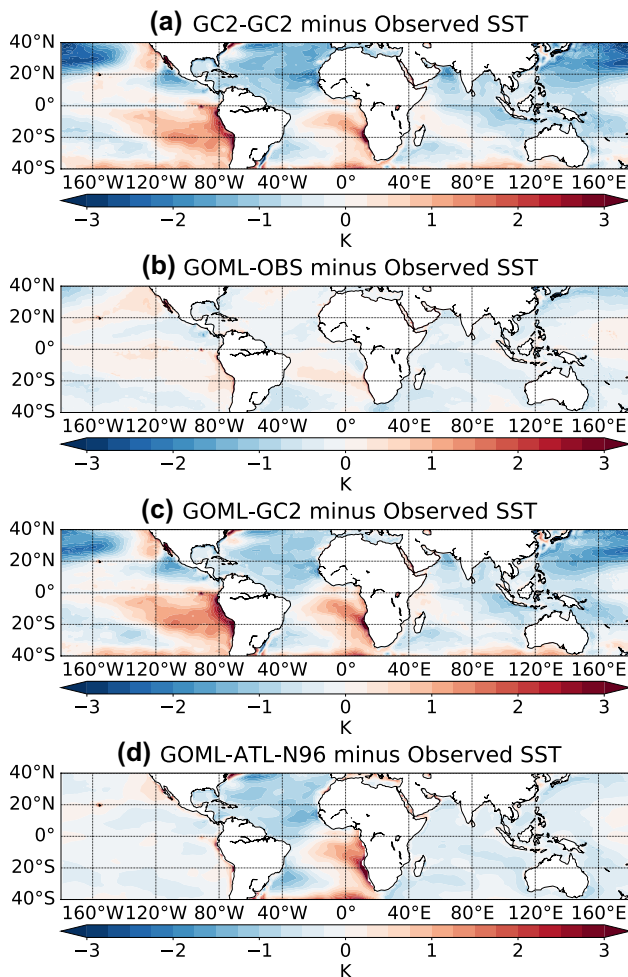 (a) GC2-GC2 minus Observed SST
40°N
20°N
0°
20°S
40°S
160°W 120°W 80°W 40°W 0° 40°E 80°E 120°E 160°E
−3 −2 −1 0 1 2 3
K
(b) GOML-OBS minus Observed SST
40°N
20°N
0°
20°S
40°S
160°W 120°W 80°W 40°W 0° 40°E 80°E 120°E 160°E
−3 −2 −1 0 1 2 3
K
(c) GOML-GC2 minus Observed SST
40°N
20°N
0°
20°S
40°S
160°W 120°W 80°W 40°W 0° 40°E 80°E 120°E 160°E
−3 −2 −1 0 1 2 3
K
(d) GOML-ATL-N96 minus Observed SST
40°N
20°N
0°
20°S
40°S
160°W 120°W 80°W 40°W 0° 40°E 80°E 120°E 160°E
−3 −2 −1 0 1 2 3
K